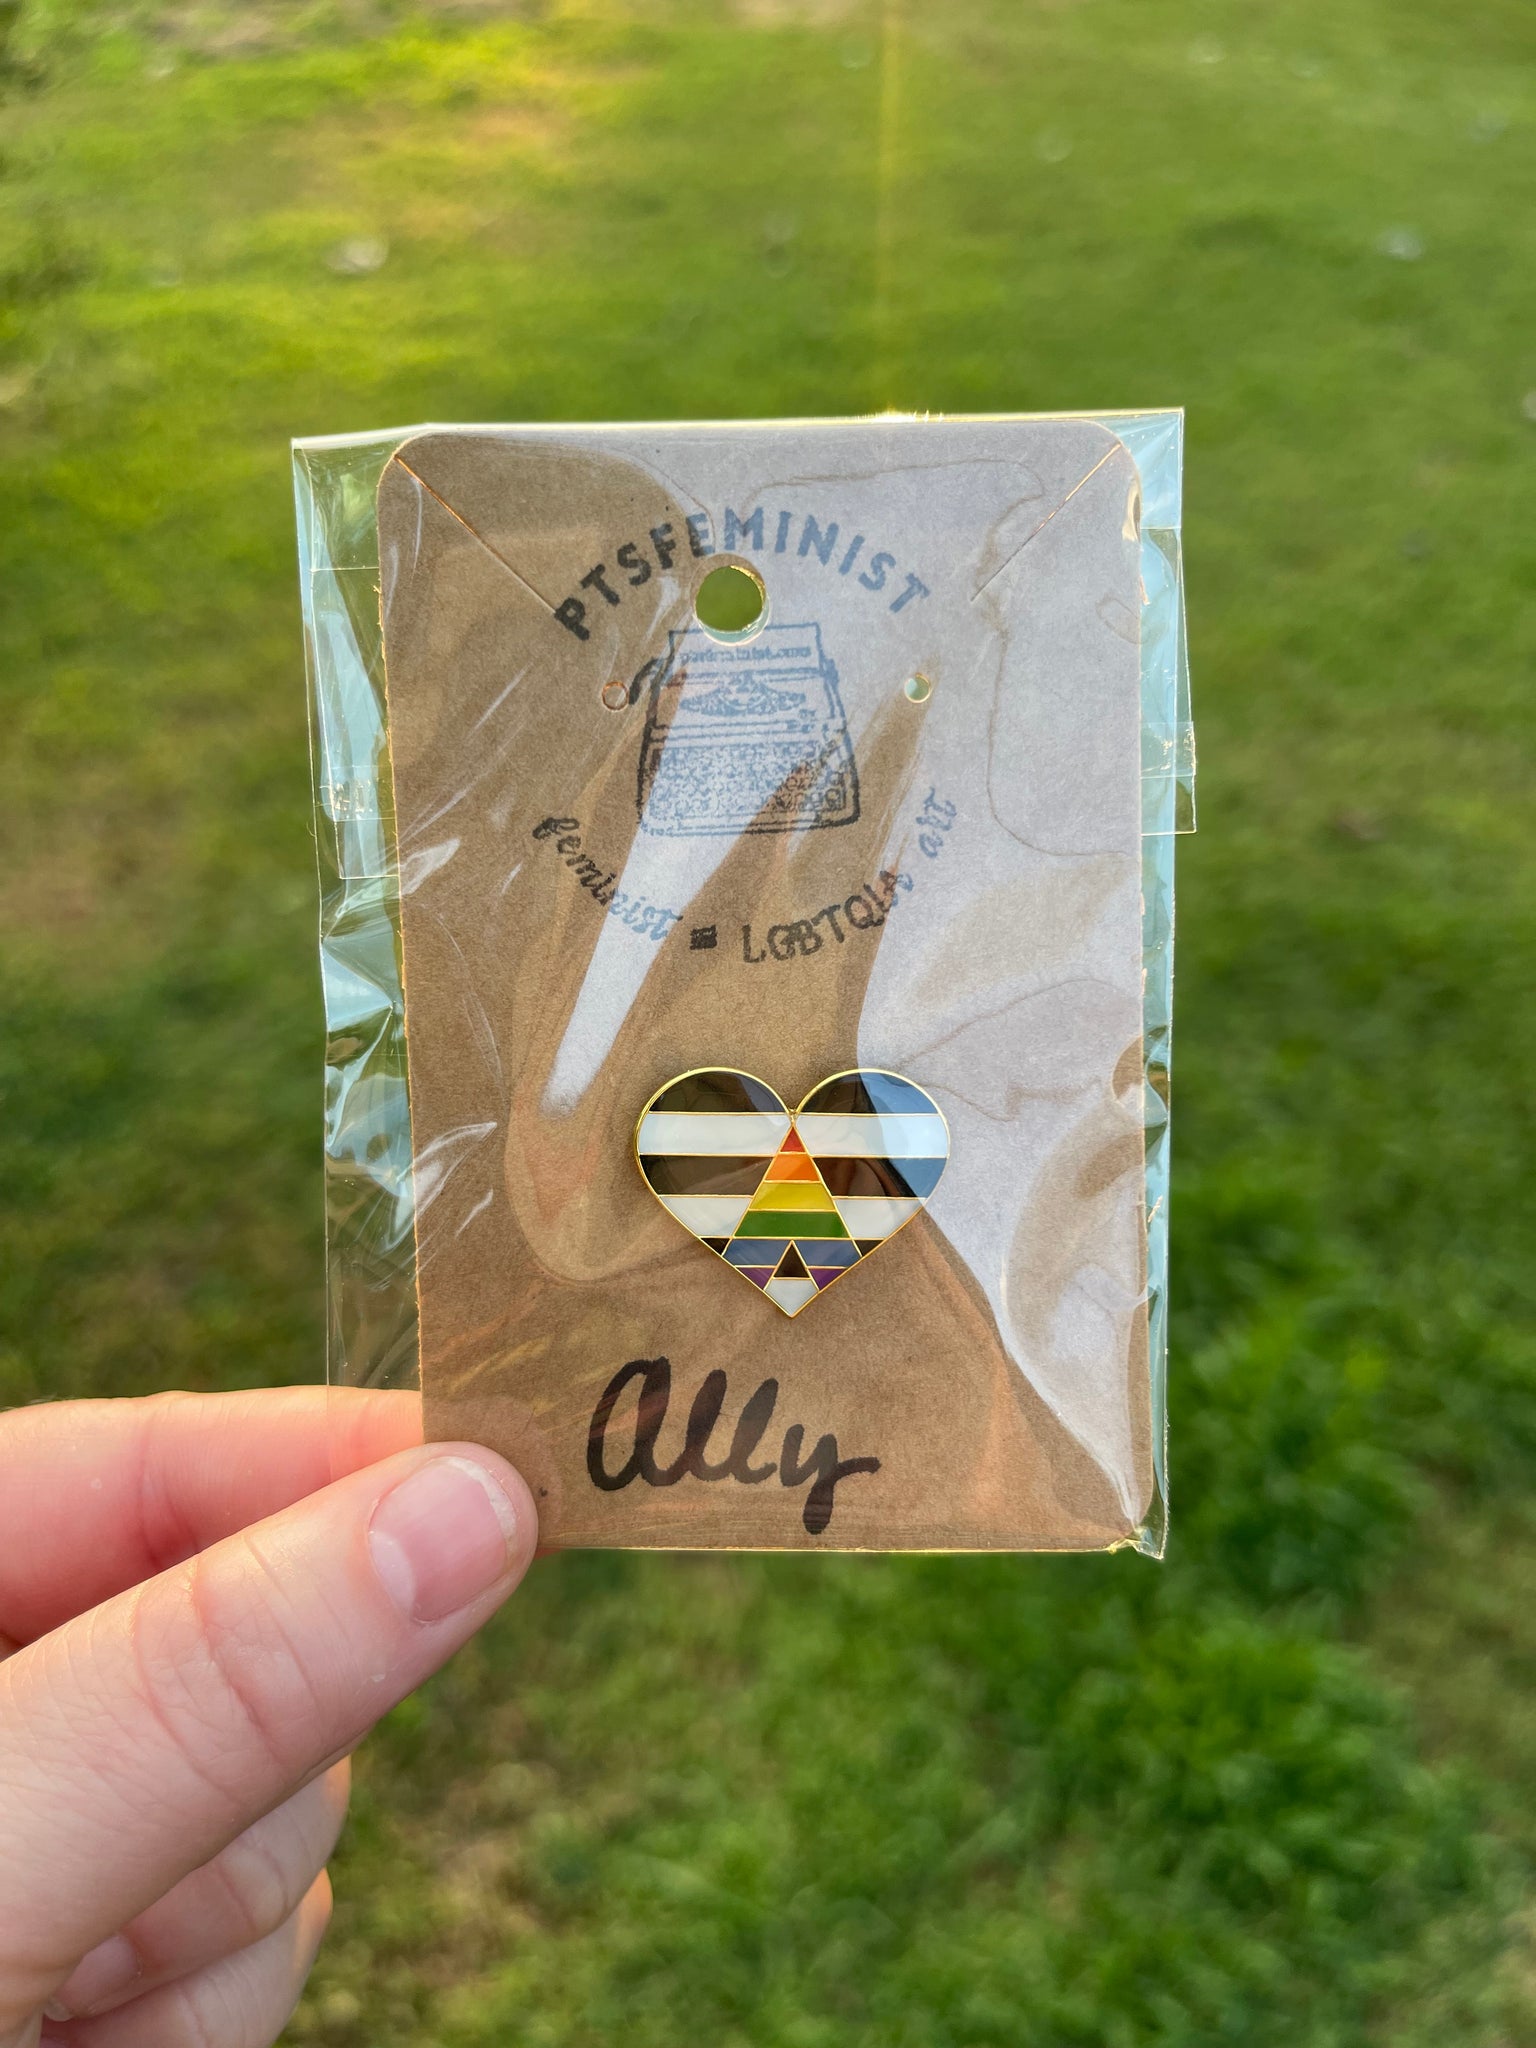 PTSFEMINIST
feminist = LGBTQIA art
Ally